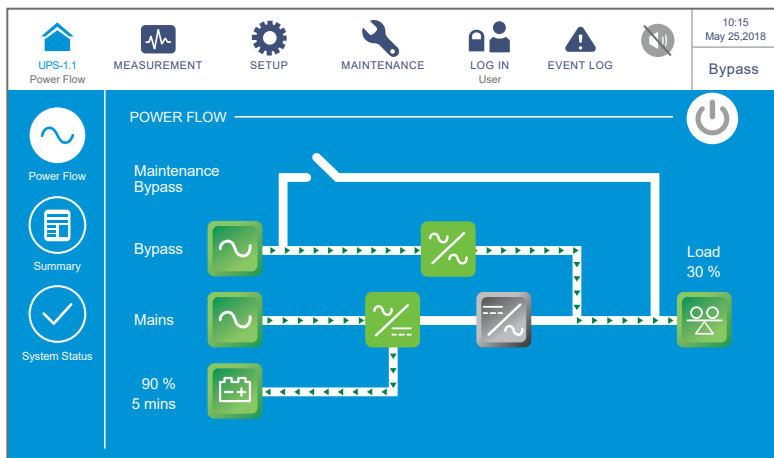 UPS-1.1
Power Flow
MEASUREMENT
SETUP
MAINTENANCE
LOG IN
User
EVENT LOG
10:15
May 25,2018
Bypass
POWER FLOW
Power Flow
Summary
System Status
Maintenance
Bypass
Bypass
Mains
Load
30 %
90 %
5 mins